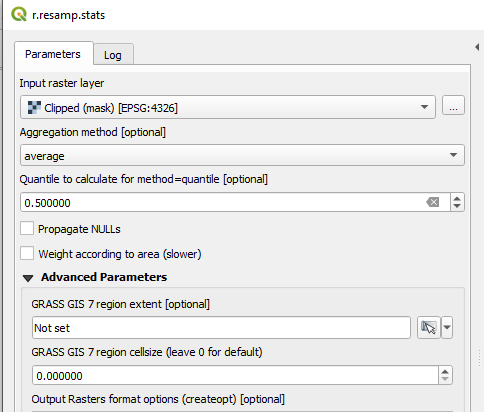 r.resamp.stats
Parameters
Log
Input raster layer
Clipped (mask) [EPSG:4326]
...
Aggregation method [optional]
average
Quantile to calculate for method=quantile [optional]
0.500000
Propagate NULLs
Weight according to area (slower)
Advanced Parameters
GRASS GIS 7 region extent [optional]
Not set
GRASS GIS 7 region cellsize (leave 0 for default)
0.000000
Output Rasters format options (createopt) [optional]